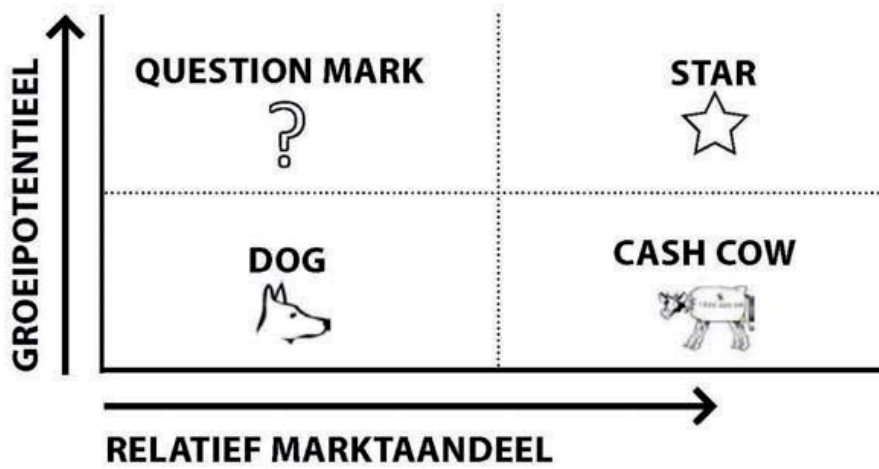 GROEIPOTENTIEEL
QUESTION MARK
?
STAR
DOG
CASH COW
RELATIEF MARKTAANDEEL